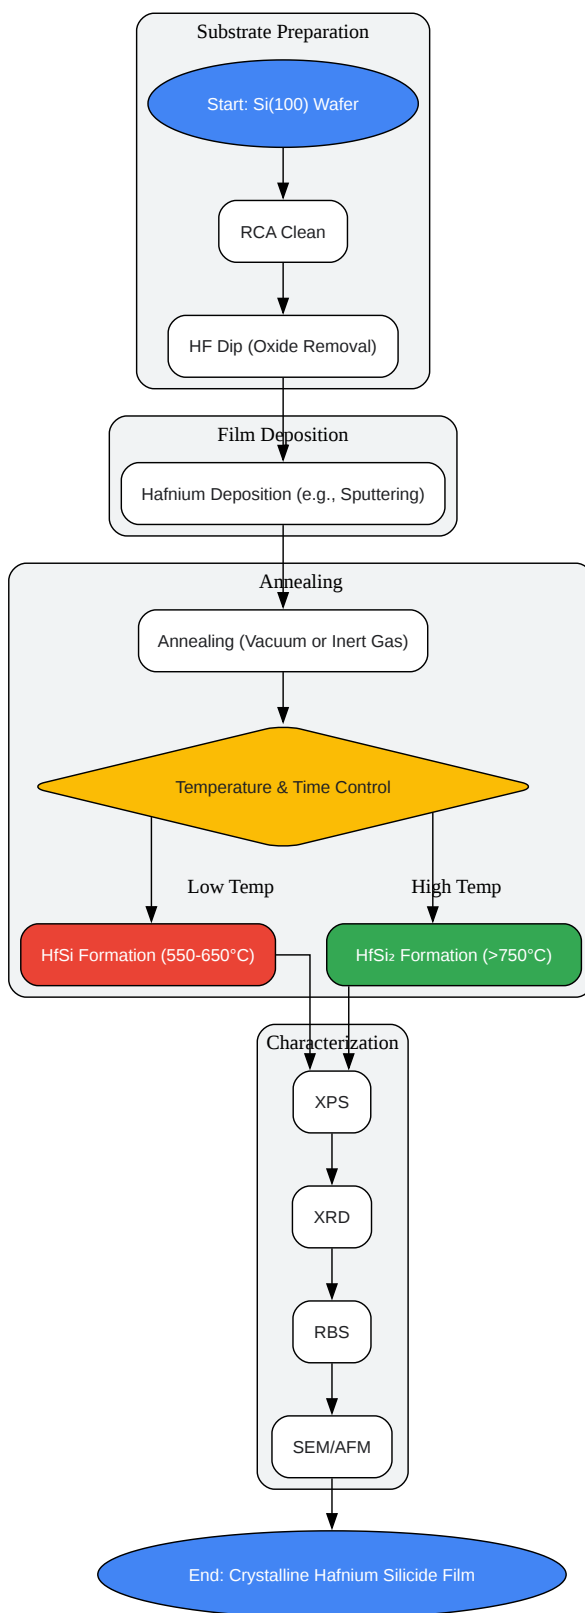 Substrate Preparation
Start: Si(100) Wafer
RCA Clean
HF Dip (Oxide Removal)
Film Deposition
Hafnium Deposition (e.g., Sputtering)
Annealing
Annealing (Vacuum or Inert Gas)
Temperature & Time Control
Low Temp
High Temp
HfSi Formation (550-650°C)
HfSi₂ Formation (>750°C)
Characterization
XPS
XRD
RBS
SEM/AFM
End: Crystalline Hafnium Silicide Film